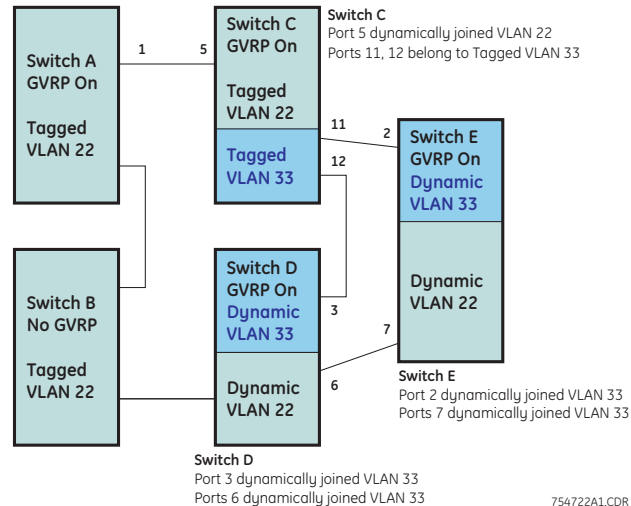 Switch A
GVRP On
Tagged
VLAN 22
1
5
Switch C
GVRP On
Tagged
VLAN 22
Tagged
VLAN 33
Switch C
Port 5 dynamically joined VLAN 22
Ports 11, 12 belong to Tagged VLAN 33
11
12
2
Switch E
GVRP On
Dynamic
VLAN 33
Dynamic
VLAN 22
Switch B
No GVRP
Tagged
VLAN 22
Switch D
GVRP On
Dynamic
VLAN 33
Dynamic
VLAN 22
3
7
6
Switch E
Port 2 dynamically joined VLAN 33
Ports 7 dynamically joined VLAN 33
Switch D
Port 3 dynamically joined VLAN 33
Ports 6 dynamically joined VLAN 33
754722A1.CDR